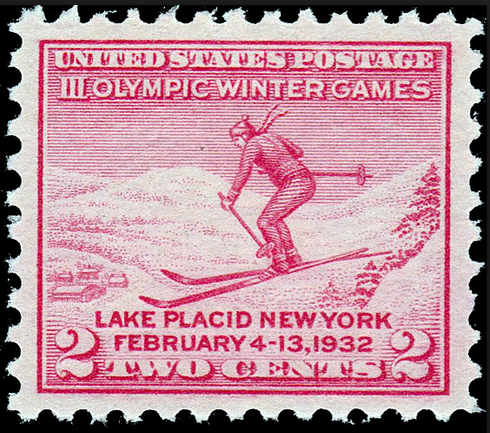 UNITED STATES POSTAGE
III OLYMPIC WINTER GAMES
LAKE PLACID NEW YORK
FEBRUARY 4-13, 1932
2 TWO CENTS 2